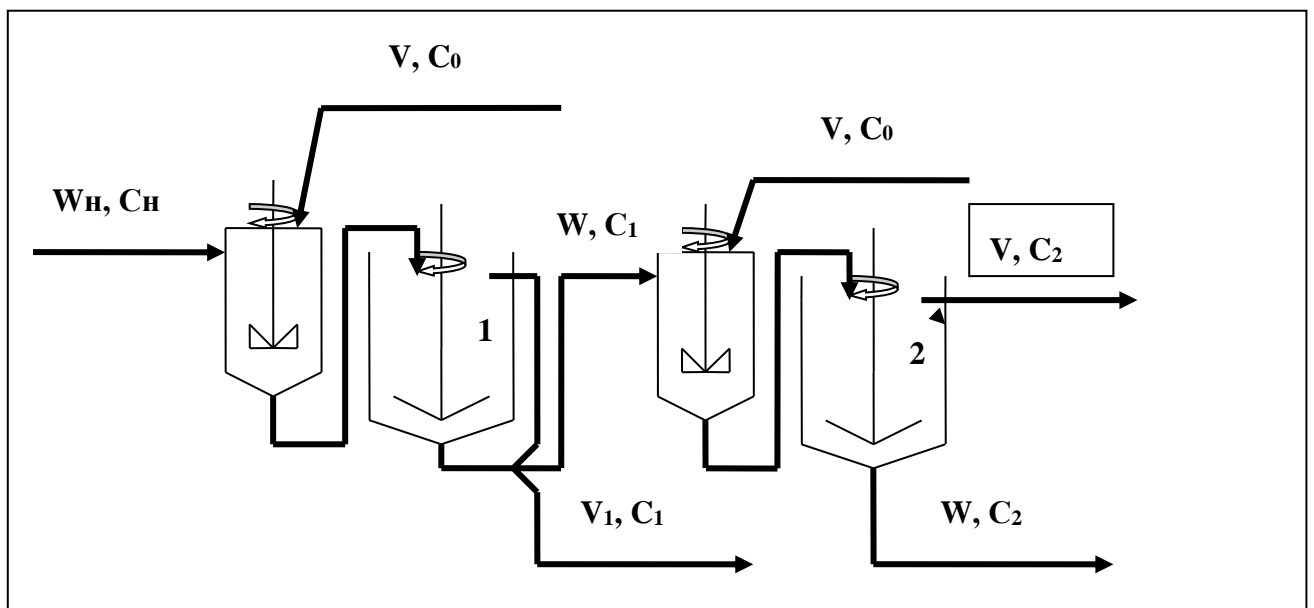 V, C₀
V, C₀
Wн, Cн
W, C₁
V, C₂
1
2
V₁, C₁
W, C₂